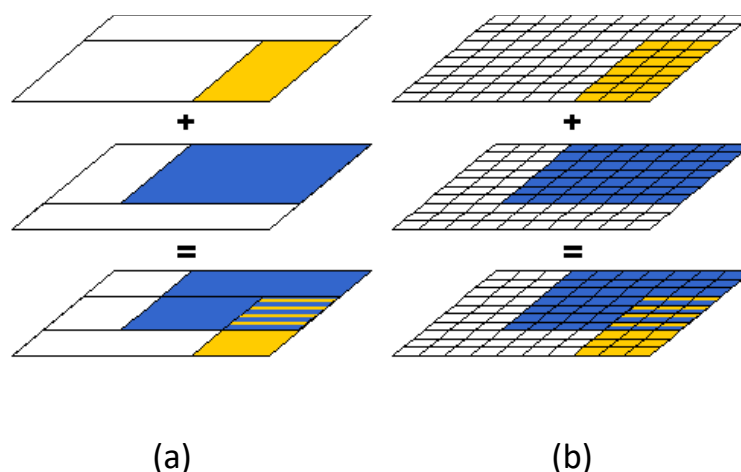 + +
= =
(a) (b)